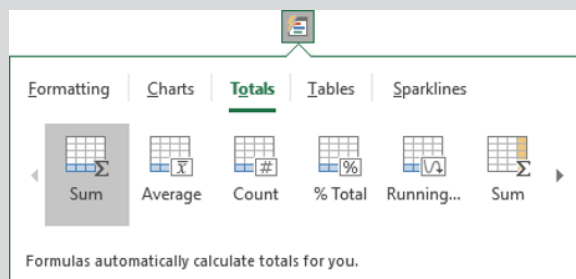 Formatting Charts Totals Tables Sparklines
Σ x̄ # % Σ
Sum Average Count % Total Running... Sum
Formulas automatically calculate totals for you.